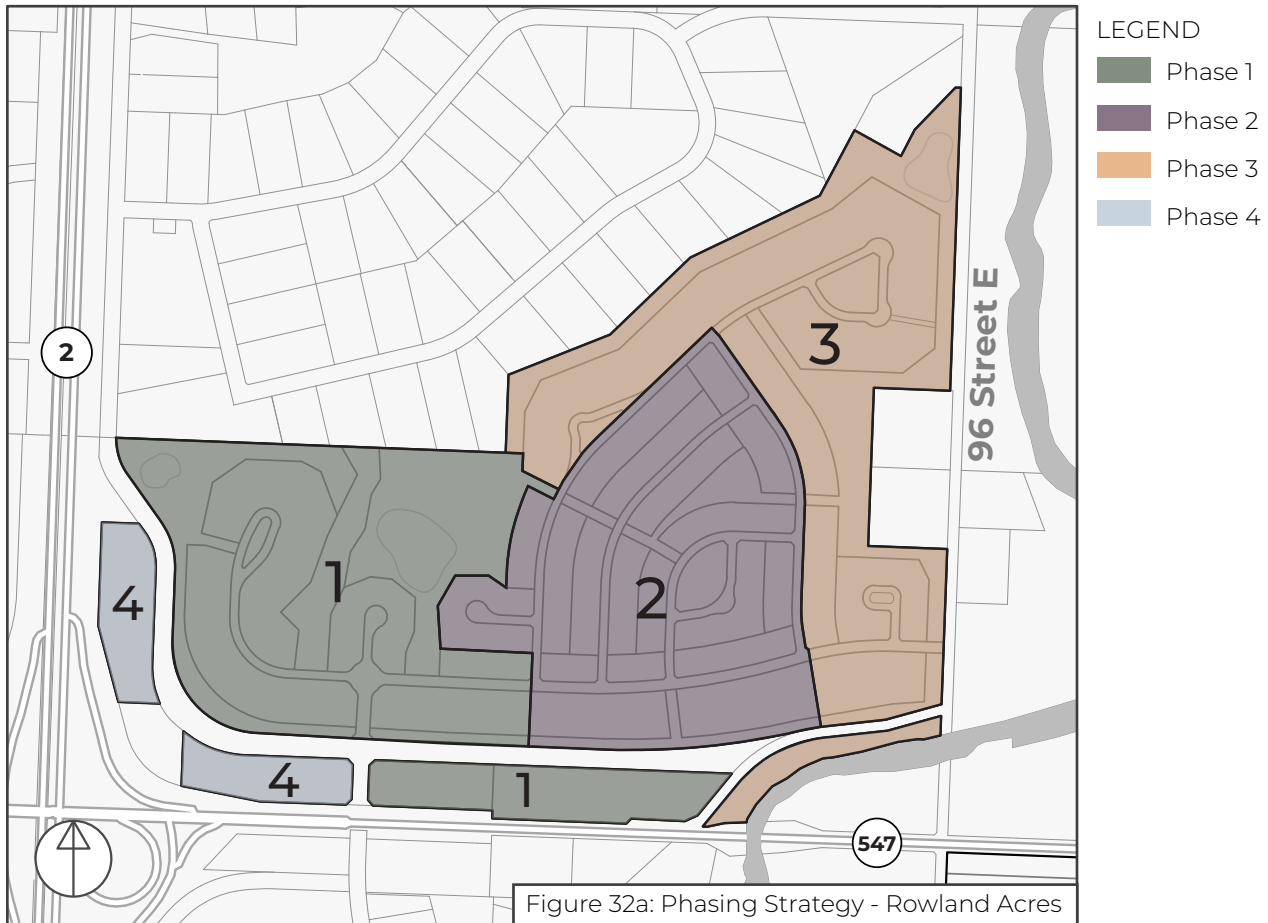 LEGEND
Phase 1
Phase 2
Phase 3
Phase 4
2
96 Street E
3
1
2
4
4
1
547
Figure 32a: Phasing Strategy - Rowland Acres